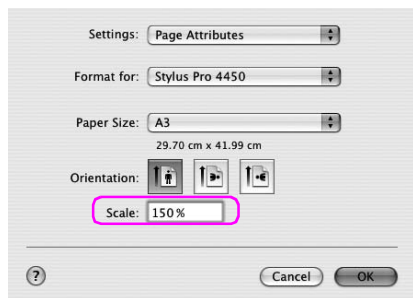 Settings: Page Attributes
Format for: Stylus Pro 4450
Paper Size: A3
29.70 cm x 41.99 cm
Orientation:
Scale: 150%
? Cancel OK